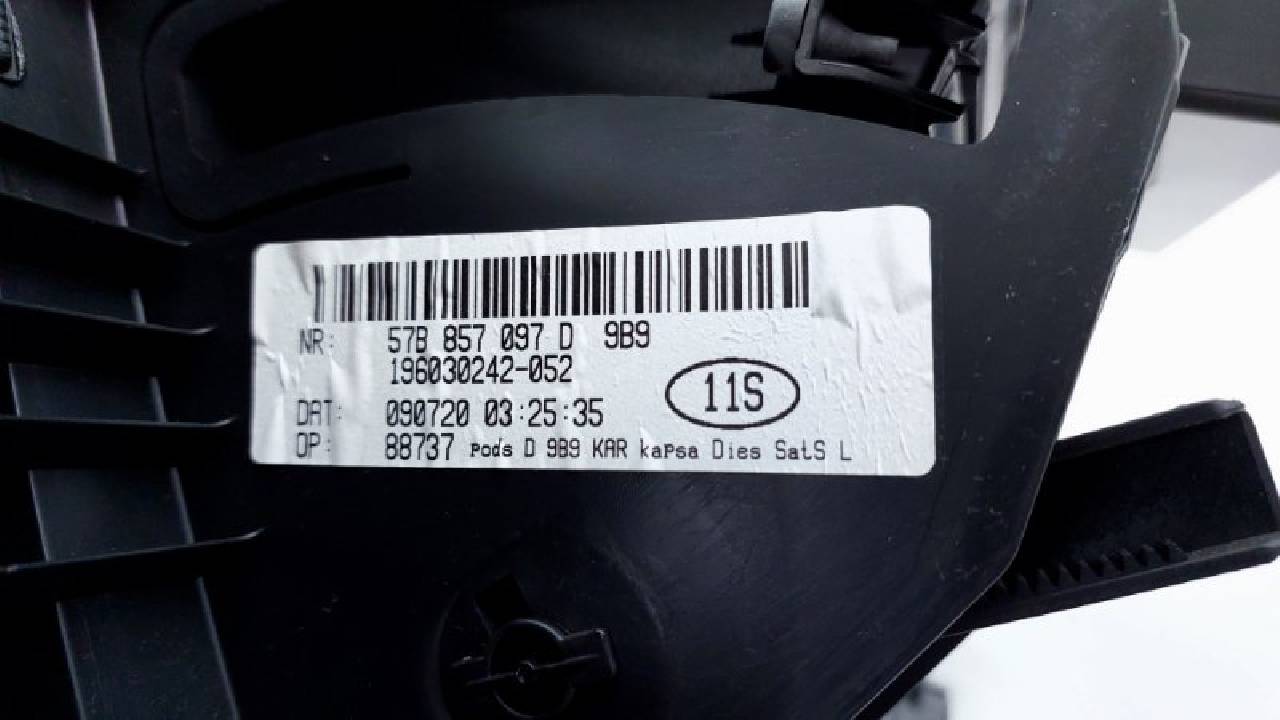 NR: 57B 857 097 D 9B9
196030242-052
11S
DAT: 090720 03:25:35
OP: 88737 Pods D 9B9 KAR kapsa Dies SatS L